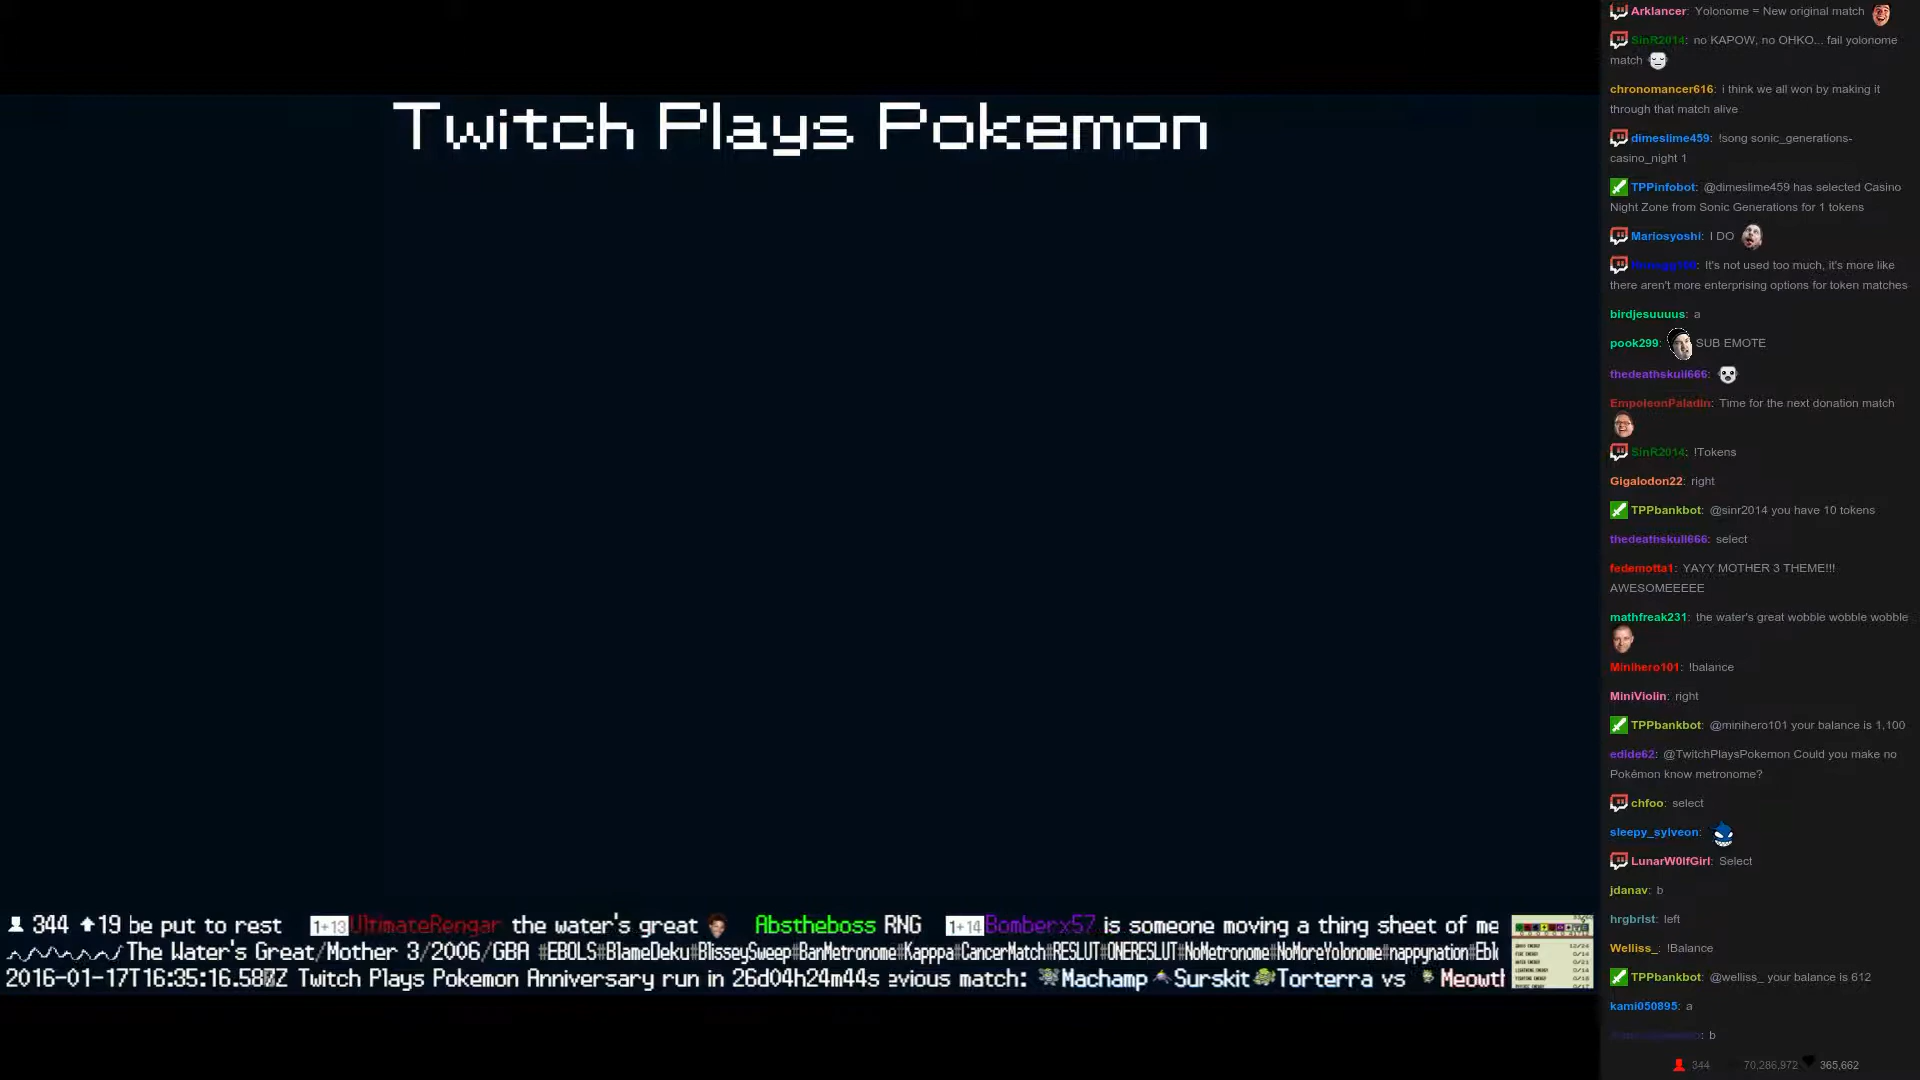 Twitch Plays Pokemon
344 19 be put to rest 1+13 UltimateRengar the water's great Abstheboss RNG 1+14 Bomberx57 is someone moving a thing sheet of me
The Water's Great/Mother 3/2006/GBA #EBOLS#BlameDeku#BlisseySweep#BanMetronome#Kapppa#CancerMatch#RESLUT#ONERESLUT#NoMetronome#NoMoreYolonome#nappynation#Ebl
2016-01-17T16:35:16.580Z Twitch Plays Pokemon Anniversary run in 26d04h24m44s evious match: Machamp Surskit Torterra vs Meowth
Arklancer: Yolonome = New original match
SinR2014: no KAPOW, no OHKO... fail yolonome
match
chronomancer616: i think we all won by making it
through that match alive
dimeslime459: !song sonic_generations-
casino_night 1
TPPinfobot: @dimeslime459 has selected Casino
Night Zone from Sonic Generations for 1 tokens
Mariosyoshi: I DO
It's not used too much, it's more like
there aren't more enterprising options for token matches
birdjesuuuus: a
pook299: SUB EMOTE
thedeathskull666:
EmpoleonPaladin: Time for the next donation match
SinR2014: !Tokens
Gigalodon22: right
TPPbankbot: @sinr2014 you have 10 tokens
thedeathskull666: select
fedemotta1: YAYY MOTHER 3 THEME!!!
AWESOMEEEEE
mathfreak231: the water's great wobble wobble wobble
Minihero101: !balance
MiniViolin: right
TPPbankbot: @minihero101 your balance is 1,100
edide62: @TwitchPlaysPokemon Could you make no
Pokémon know metronome?
chfoo: select
sleepy_sylveon:
LunarW0lfGirl: Select
jdanav: b
hrgbrlst: left
Welliss_: !Balance
TPPbankbot: @welliss_ your balance is 612
kami050895: a
: b
344 70,286,972 365,662